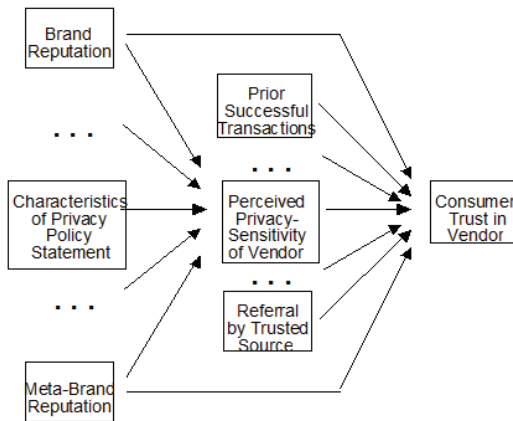 Brand
Reputation
Prior
Successful
Transactions
. . .
. . .
Characteristics
of Privacy
Policy
Statement
Perceived
Privacy-
Sensitivity
of Vendor
Consumer
Trust in
Vendor
. . .
. . .
Referral
by Trusted
Source
Meta-Brand
Reputation